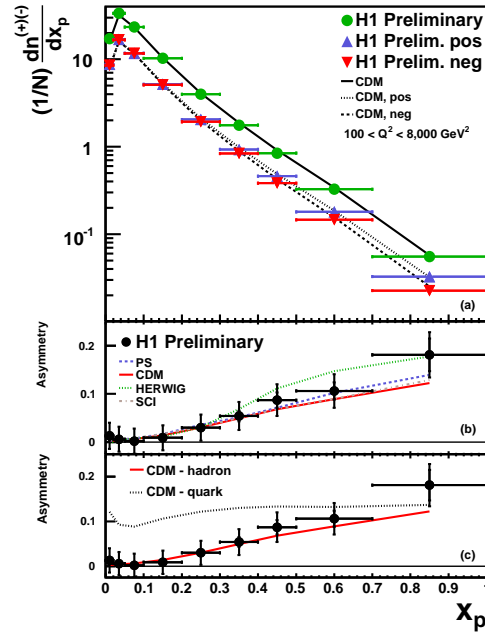 (1/N) dn(+)(-)/dx_p
H1 Preliminary
H1 Prelim. pos
H1 Prelim. neg
CDM
CDM, pos
CDM, neg
100 < Q² < 8,000 GeV²
10
1
10⁻¹
(a)
Asymmetry
0.2
0.1
0
H1 Preliminary
PS
CDM
HERWIG
SCI
(b)
Asymmetry
0.2
0.1
0
CDM - hadron
CDM - quark
(c)
0 0.1 0.2 0.3 0.4 0.5 0.6 0.7 0.8 0.9 1
x_p